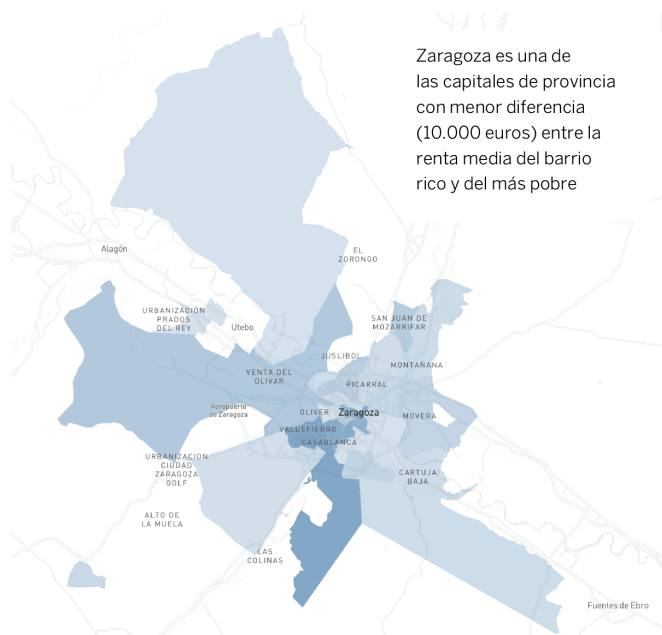 Zaragoza es una de
las capitales de provincia
con menor diferencia
(10.000 euros) entre la
renta media del barrio
rico y del más pobre
Alagón
EL
ZORONGO
URBANIZACIÓN
PRADOS
DEL REY
Utebo
SAN JUAN DE
MOZARRIFAR
JUSLIBOL
MONTAÑANA
VENTA DEL
OLIVAR
PICARRAL
Aeropuerto
de Zaragoza
OLIVER
Zaragoza
MOVERA
VALDEFIERRO
CASABLANCA
URBANIZACIÓN
CIUDAD
ZARAGOZA
GOLF
CARTUJA
BAJA
ALTO DE
LA MUELA
LAS
COLINAS
Fuentes de Ebro